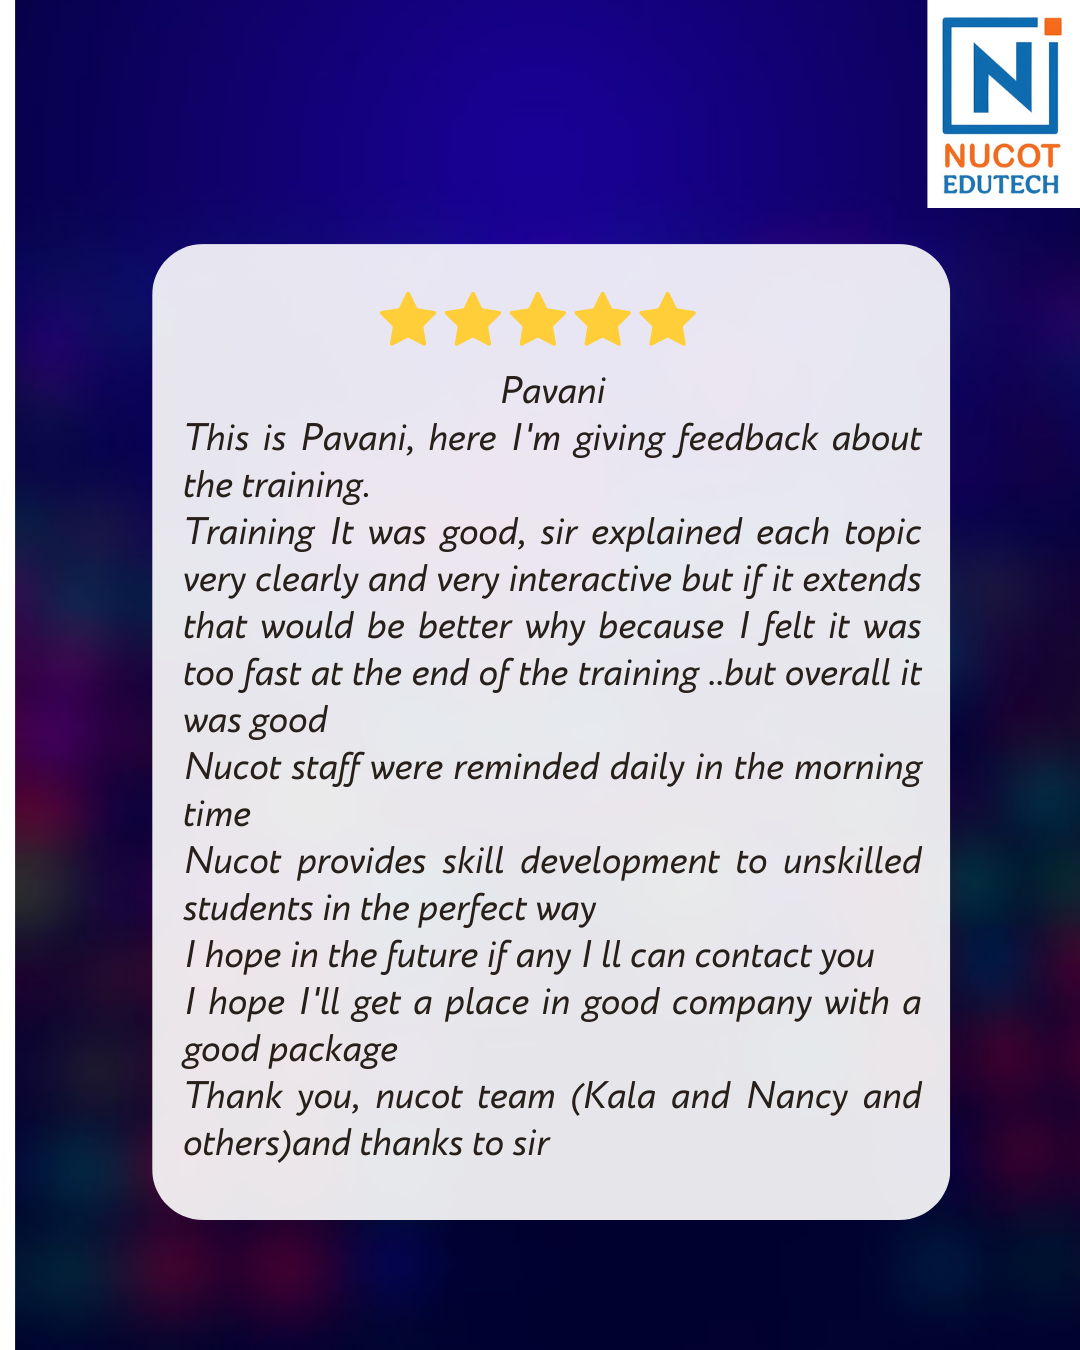 NUCOT
EDUTECH
Pavani
This is Pavani, here I'm giving feedback about
the training.
Training It was good, sir explained each topic
very clearly and very interactive but if it extends
that would be better why because I felt it was
too fast at the end of the training ..but overall it
was good
Nucot staff were reminded daily in the morning
time
Nucot provides skill development to unskilled
students in the perfect way
I hope in the future if any I ll can contact you
I hope I'll get a place in good company with a
good package
Thank you, nucot team (Kala and Nancy and
others)and thanks to sir